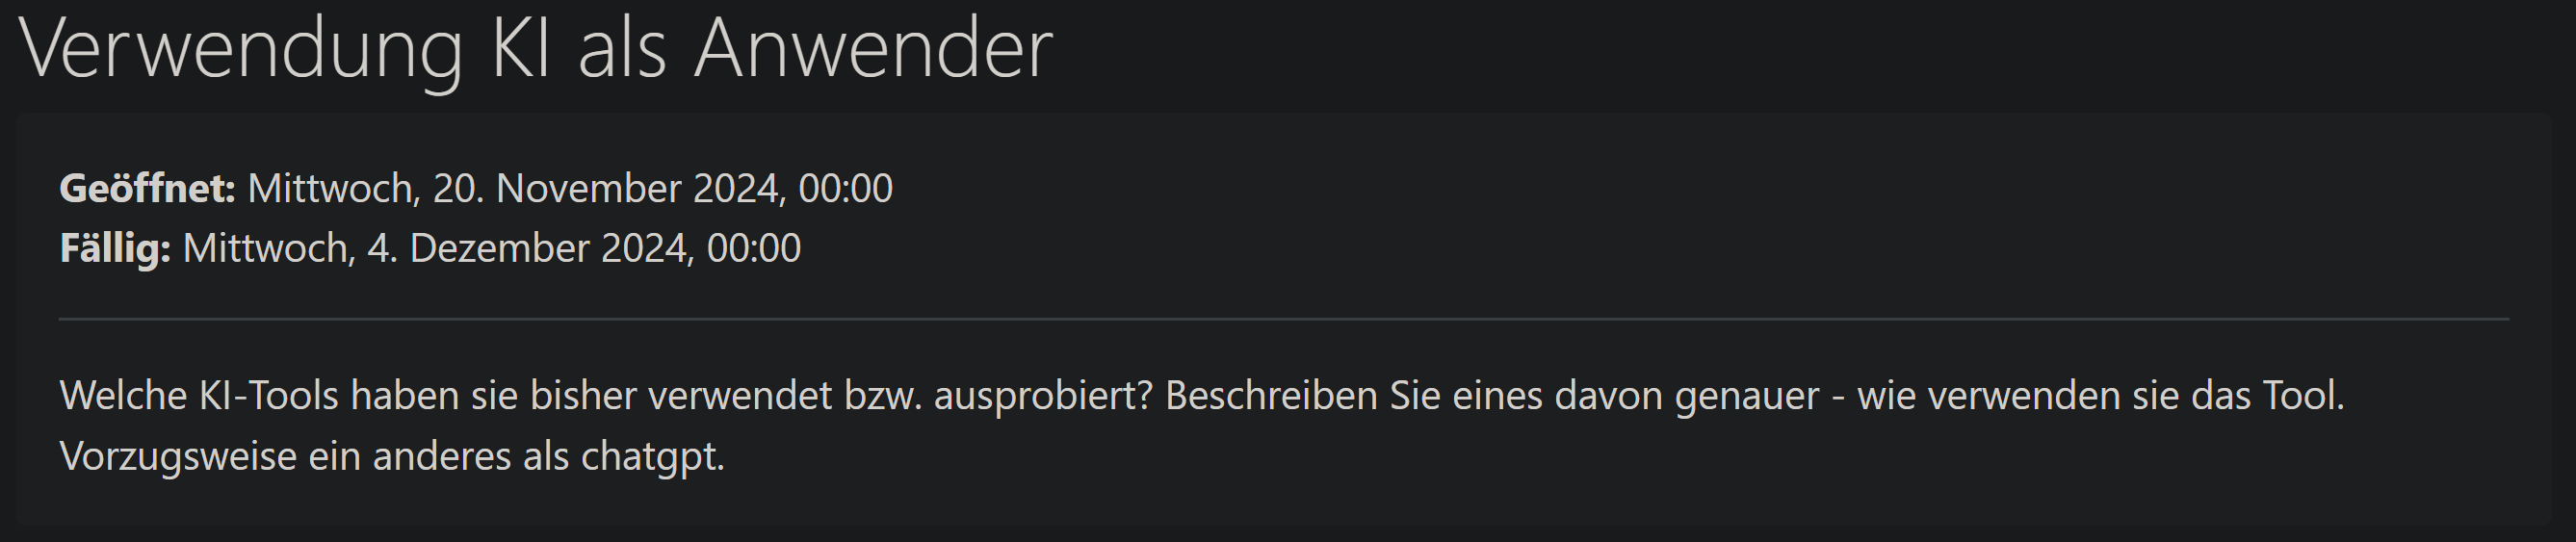 Verwendung KI als Anwender
Geöffnet: Mittwoch, 20. November 2024, 00:00
Fällig: Mittwoch, 4. Dezember 2024, 00:00
Welche KI-Tools haben sie bisher verwendet bzw. ausprobiert? Beschreiben Sie eines davon genauer - wie verwenden sie das Tool.
Vorzugsweise ein anderes als chatgpt.